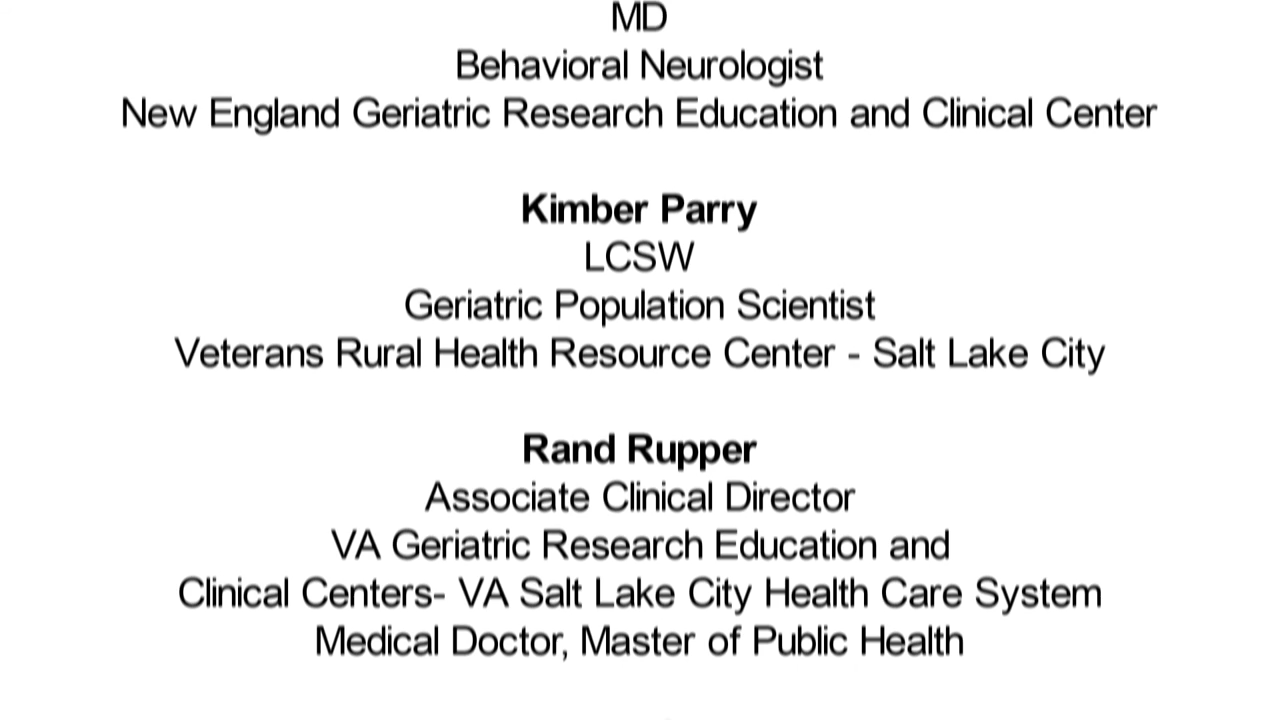 MD
Behavioral Neurologist
New England Geriatric Research Education and Clinical Center
Kimber Parry
LCSW
Geriatric Population Scientist
Veterans Rural Health Resource Center - Salt Lake City
Rand Rupper
Associate Clinical Director
VA Geriatric Research Education and
Clinical Centers- VA Salt Lake City Health Care System
Medical Doctor, Master of Public Health